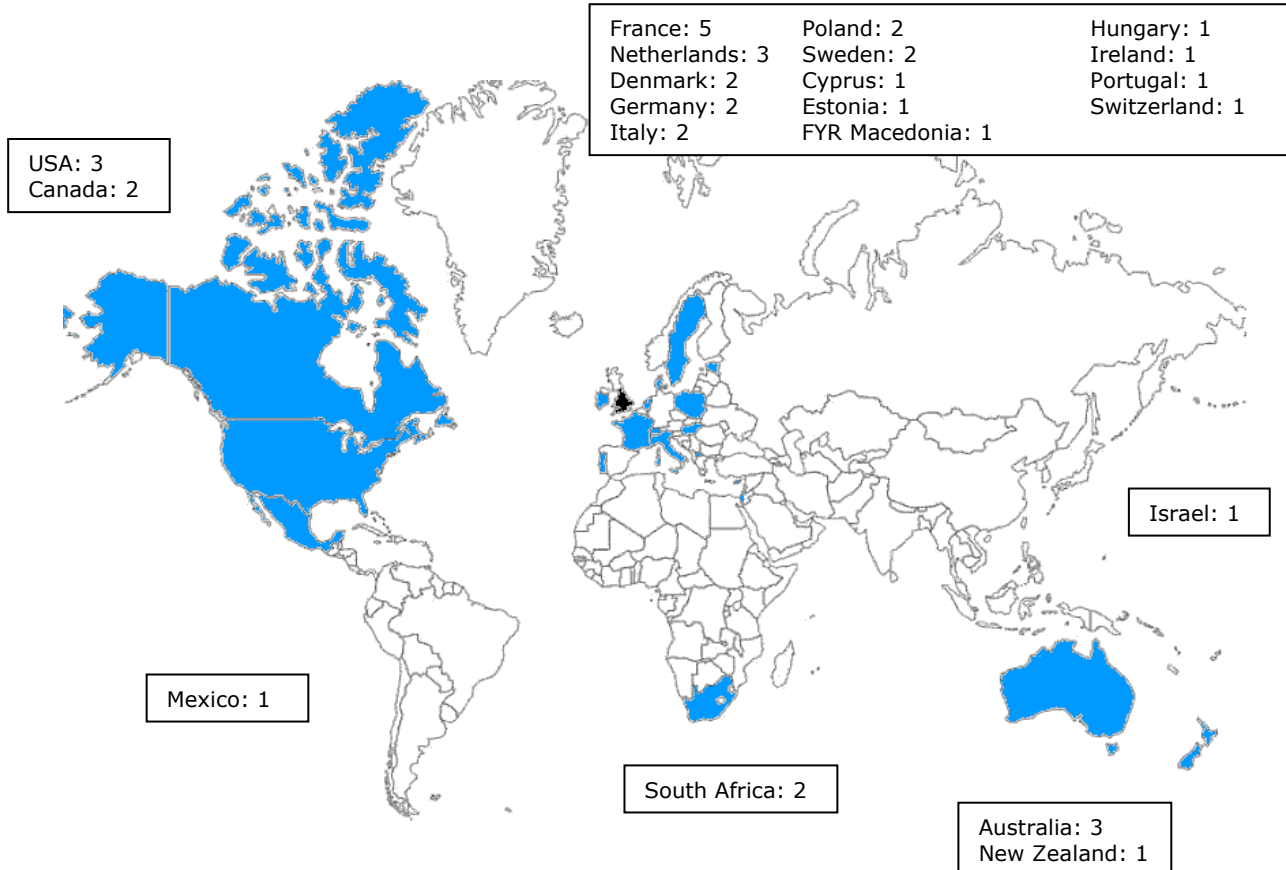 France: 5 Poland: 2 Hungary: 1
Netherlands: 3 Sweden: 2 Ireland: 1
Denmark: 2 Cyprus: 1 Portugal: 1
Germany: 2 Estonia: 1 Switzerland: 1
Italy: 2 FYR Macedonia: 1
USA: 3
Canada: 2
Israel: 1
Mexico: 1
South Africa: 2
Australia: 3
New Zealand: 1